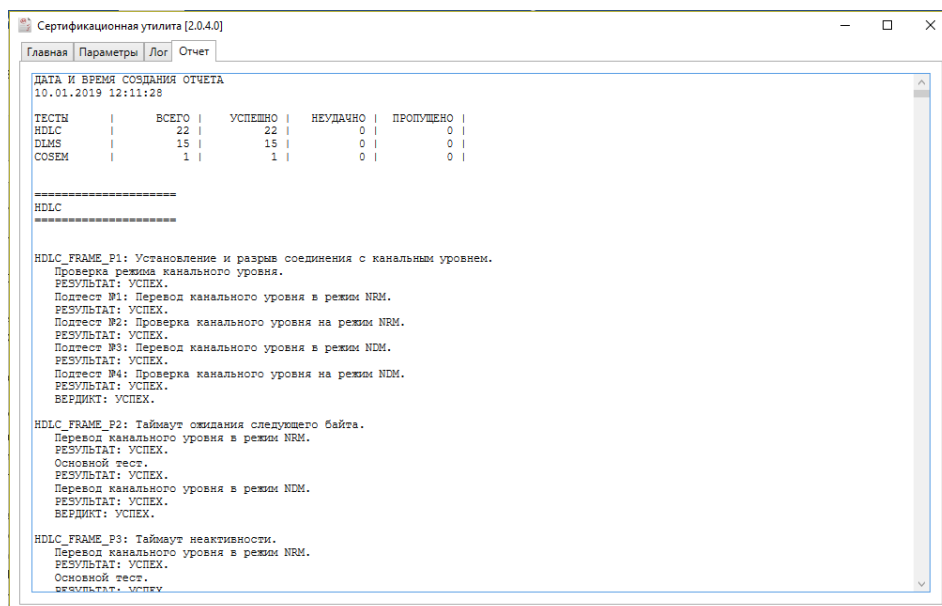 Сертификационная утилита [2.0.4.0]
Главная Параметры Лог Отчет
ДАТА И ВРЕМЯ СОЗДАНИЯ ОТЧЕТА
10.01.2019 12:11:28
ТЕСТЫ | ВСЕГО | УСПЕШНО | НЕУДАЧНО | ПРОПУЩЕНО |
HDLC | 22 | 22 | 0 | 0 |
DLMS | 15 | 15 | 0 | 0 |
COSEM | 1 | 1 | 0 | 0 |
=====================
HDLC
=====================
HDLC_FRAME_P1: Установление и разрыв соединения с канальным уровнем.
Проверка режима канального уровня.
РЕЗУЛЬТАТ: УСПЕХ.
Подтест №1: Перевод канального уровня в режим NRM.
РЕЗУЛЬТАТ: УСПЕХ.
Подтест №2: Проверка канального уровня на режим NRM.
РЕЗУЛЬТАТ: УСПЕХ.
Подтест №3: Перевод канального уровня в режим NDM.
РЕЗУЛЬТАТ: УСПЕХ.
Подтест №4: Проверка канального уровня на режим NDM.
РЕЗУЛЬТАТ: УСПЕХ.
ВЕРДИКТ: УСПЕХ.
HDLC_FRAME_P2: Таймаут ожидания следующего байта.
Перевод канального уровня в режим NRM.
РЕЗУЛЬТАТ: УСПЕХ.
Основной тест.
РЕЗУЛЬТАТ: УСПЕХ.
Перевод канального уровня в режим NDM.
РЕЗУЛЬТАТ: УСПЕХ.
ВЕРДИКТ: УСПЕХ.
HDLC_FRAME_P3: Таймаут неактивности.
Перевод канального уровня в режим NRM.
РЕЗУЛЬТАТ: УСПЕХ.
Основной тест.
РЕЗУЛЬТАТ: УСПЕХ